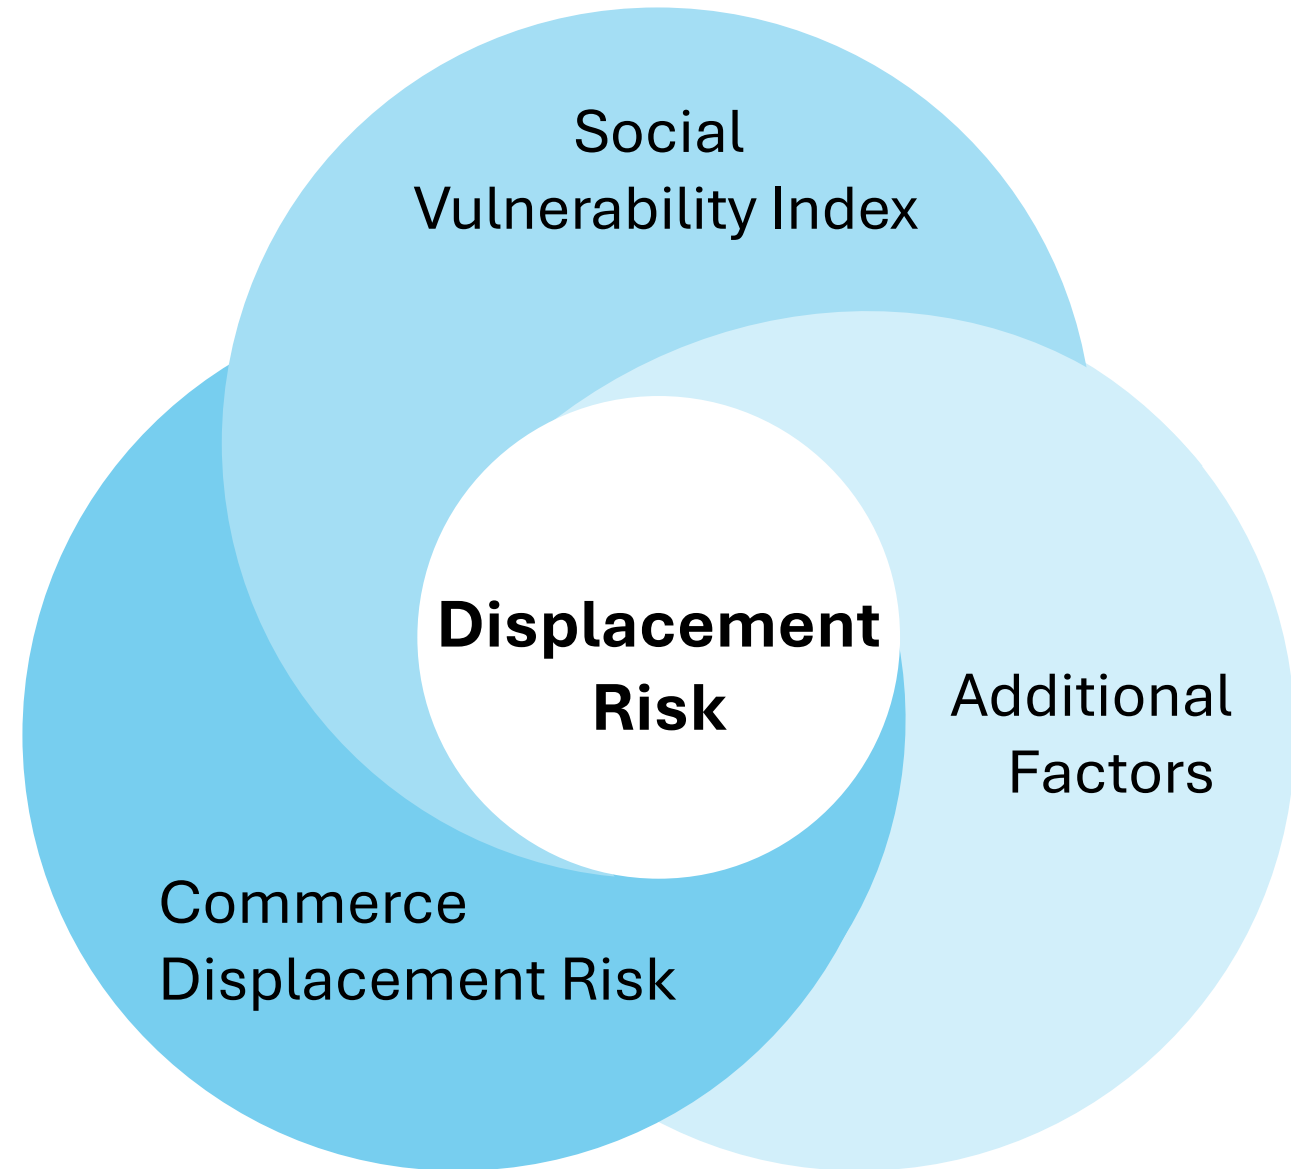 Social
Vulnerability Index
Displacement
Risk
Additional
Factors
Commerce
Displacement Risk